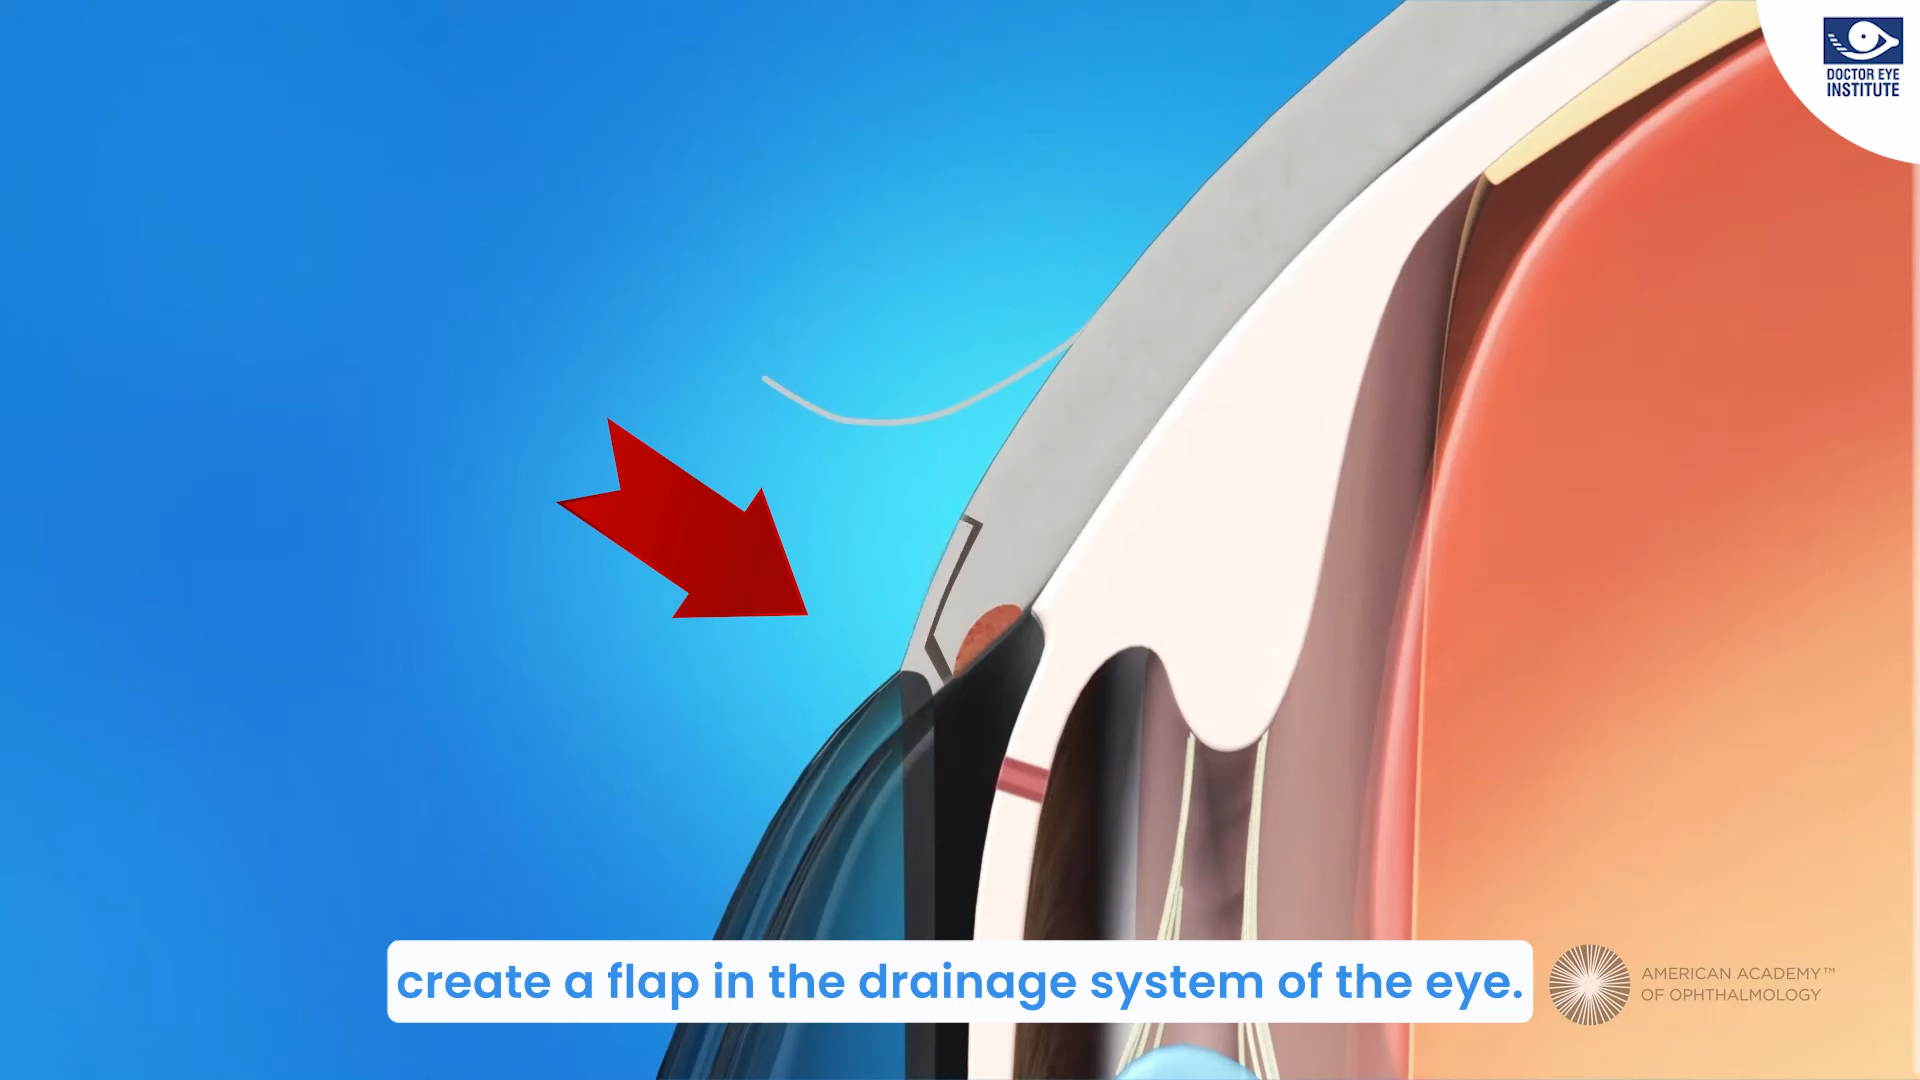 DOCTOR EYE
INSTITUTE
create a flap in the drainage system of the eye.
AMERICAN ACADEMY™
OF OPHTHALMOLOGY